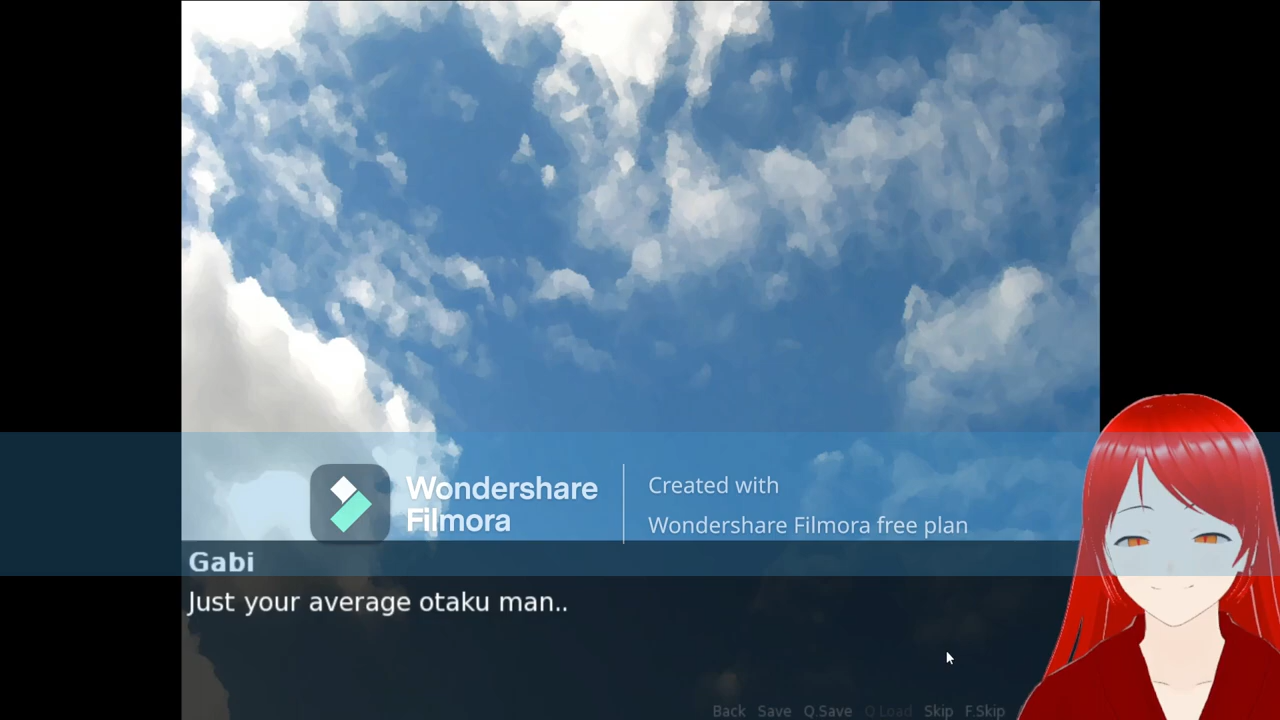 Wondershare
Filmora
Created with
Wondershare Filmora free plan
Gabi
Just your average otaku man..
Back Save Q.Save Q.Load Skip F.Skip